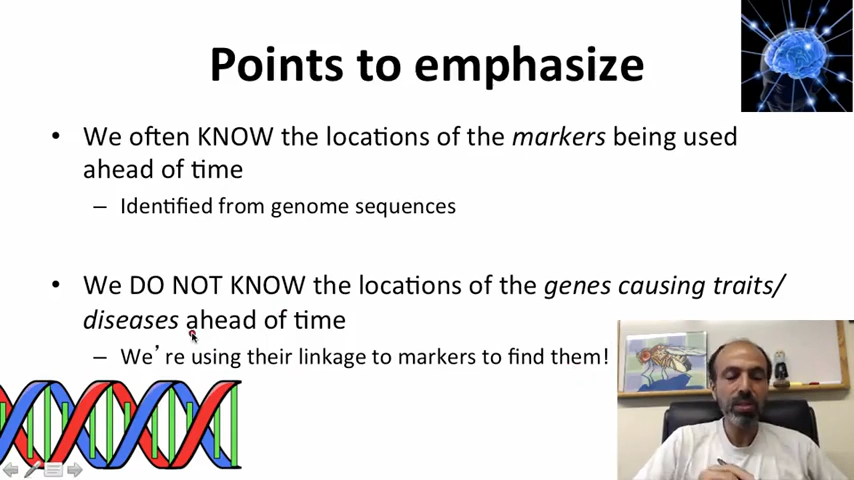 Points to emphasize
• We often KNOW the locations of the markers being used
ahead of time
– Identified from genome sequences
• We DO NOT KNOW the locations of the genes causing traits/
diseases ahead of time
– We’re using their linkage to markers to find them!